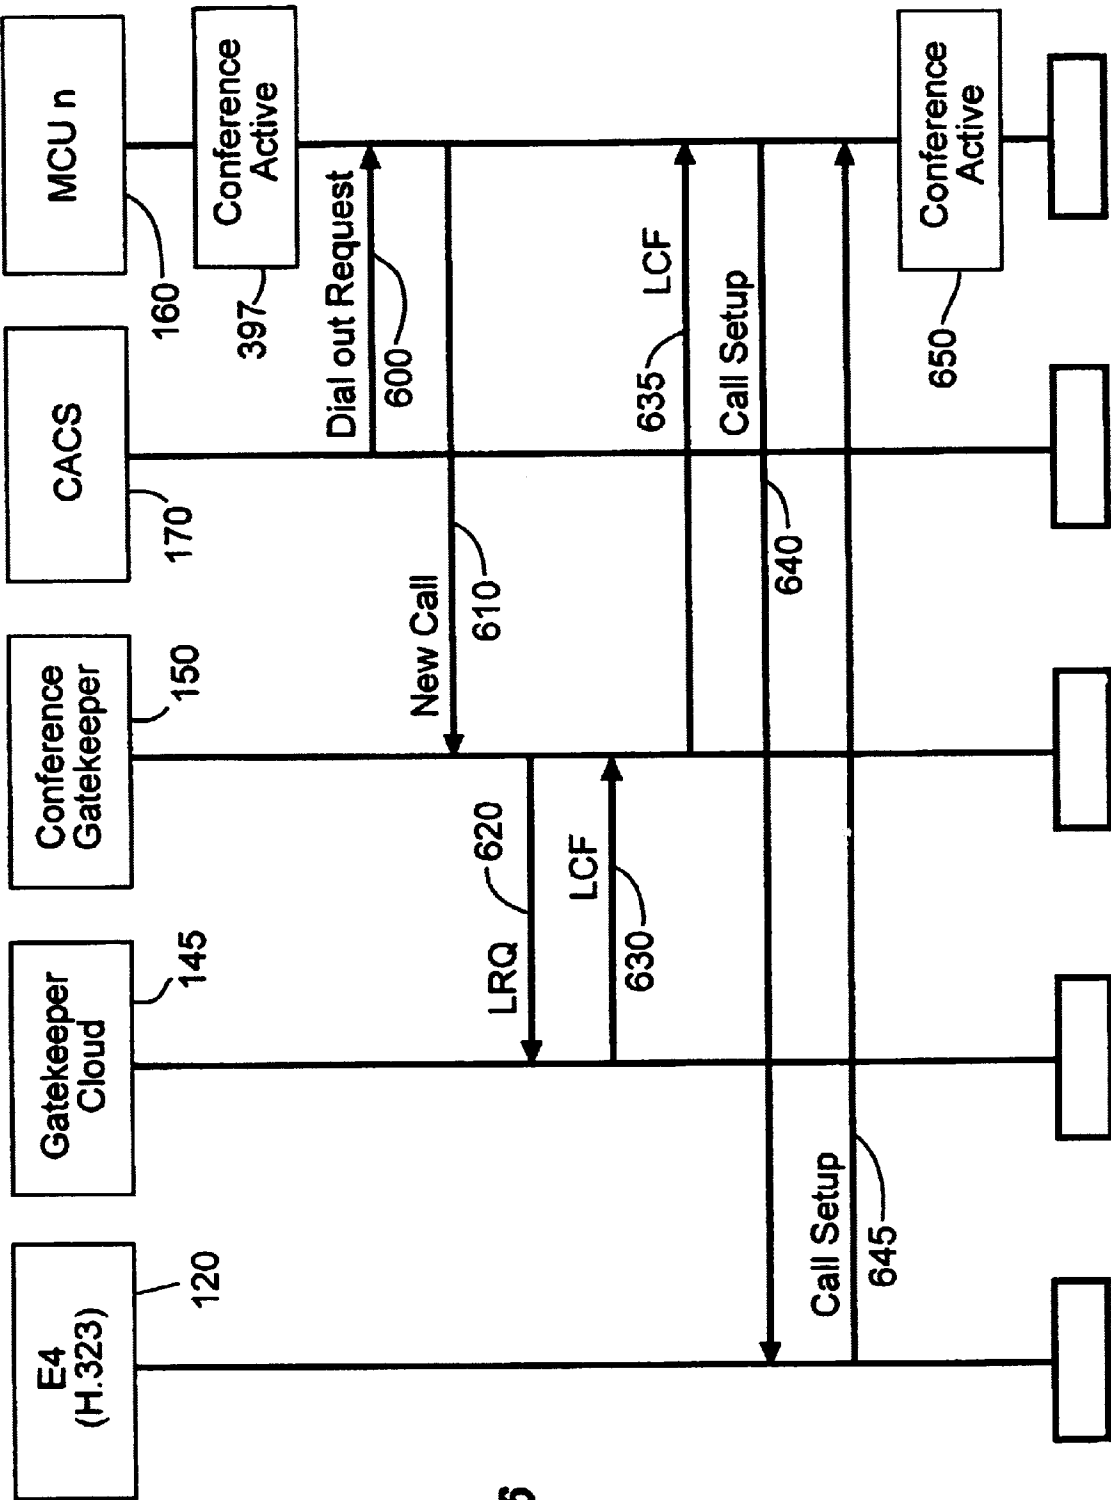 E4
(H.323)
120
Gatekeeper
Cloud
145
Conference
Gatekeeper
150
CACS
170
MCU n
160
Conference
Active
397
Dial out Request
600
New Call
610
LRQ
620
LCF
630
LCF
635
Call Setup
640
Call Setup
645
Conference
Active
650
6